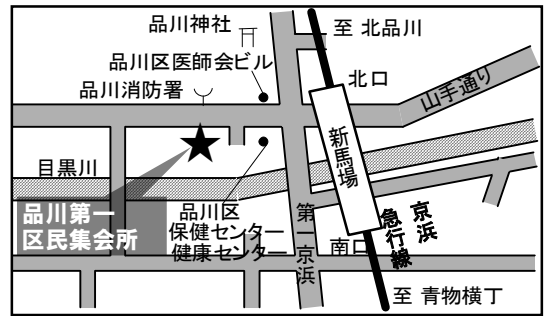 品川神社
至 北品川
品川区医師会ビル
品川消防署
北口
山手通り
新馬場
目黒川
品川第一
区民集会所
品川区
保健センター
健康センター
第一京浜
南口
京浜
急行線
至 青物横丁